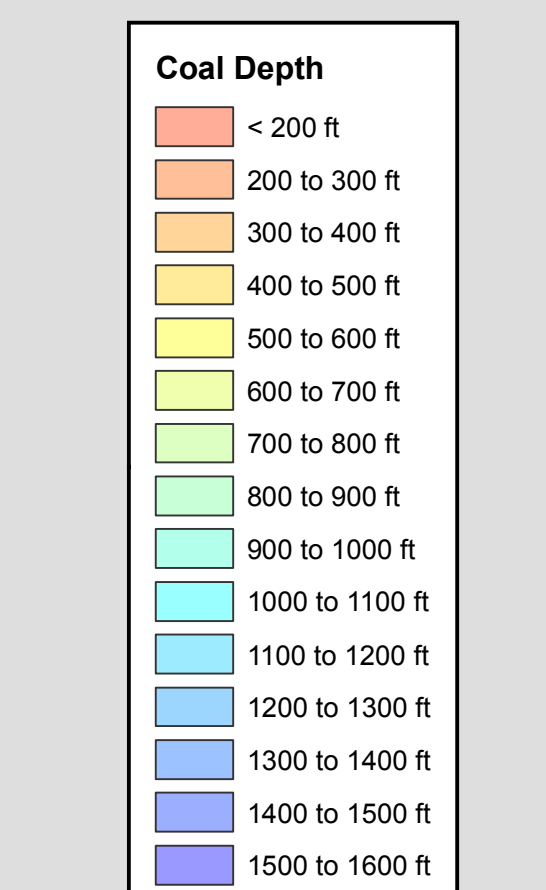 Coal Depth
< 200 ft
200 to 300 ft
300 to 400 ft
400 to 500 ft
500 to 600 ft
600 to 700 ft
700 to 800 ft
800 to 900 ft
900 to 1000 ft
1000 to 1100 ft
1100 to 1200 ft
1200 to 1300 ft
1300 to 1400 ft
1400 to 1500 ft
1500 to 1600 ft